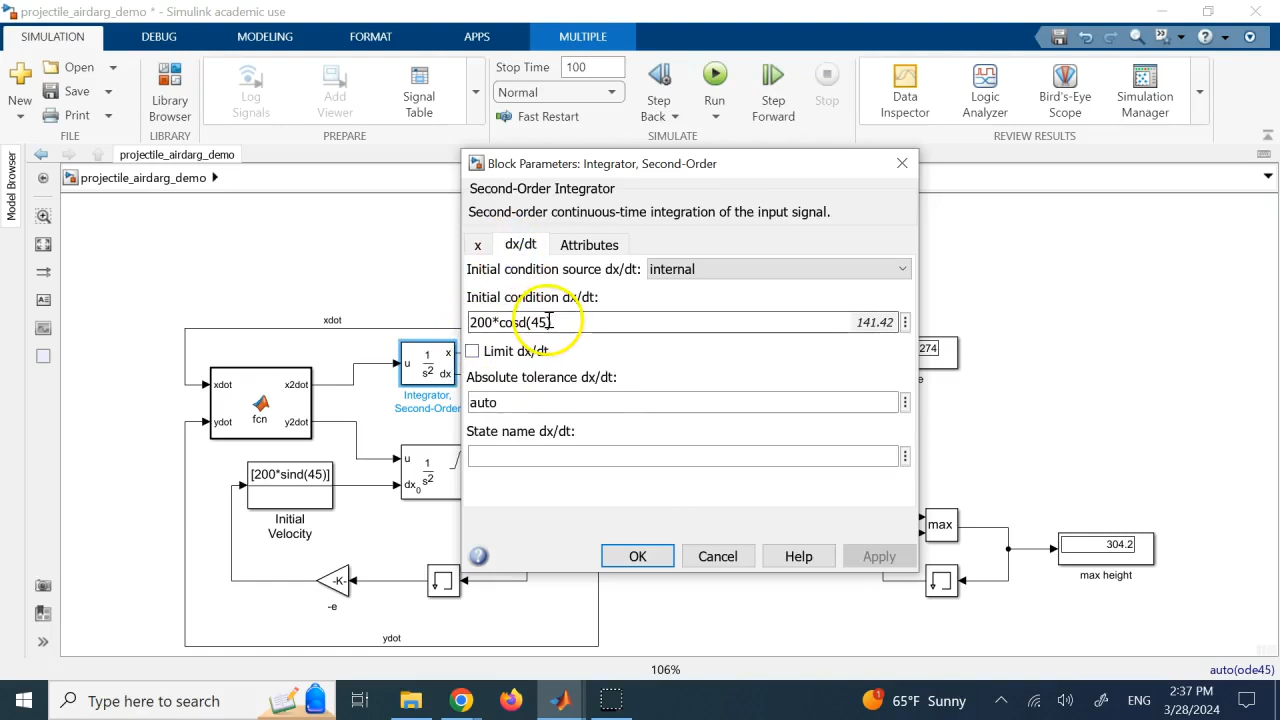 projectile_airdarg_demo * - Simulink academic use
SIMULATION
DEBUG
MODELING
FORMAT
APPS
MULTIPLE
New
Open
Save
Print
FILE
Library
Browser
LIBRARY
Log
Signals
Add
Viewer
Signal
Table
PREPARE
Stop Time 100
Normal
Fast Restart
Step
Back
Run
Step
Forward
Stop
SIMULATE
Data
Inspector
Logic
Analyzer
Bird's-Eye
Scope
Simulation
Manager
REVIEW RESULTS
projectile_airdarg_demo
projectile_airdarg_demo
Model Browser
Block Parameters: Integrator, Second-Order
Second-Order Integrator
Second-order continuous-time integration of the input signal.
x
dx/dt
Attributes
Initial condition source dx/dt: internal
Initial condition dx/dt:
200*cosd(45) 141.42
Limit dx/dt
Absolute tolerance dx/dt:
auto
State name dx/dt:
OK
Cancel
Help
Apply
xdot
xdot
ydot
fcn
x2dot
y2dot
u
1
s2
x
dx
Integrator,
Second-Order
u
dx0
1
s2
[200*sind(45)]
Initial
Velocity
-K-
-e
ydot
274
e
max
304.2
max height
106%
auto(ode45)
Type here to search
65°F Sunny
ENG
2:37 PM
3/28/2024